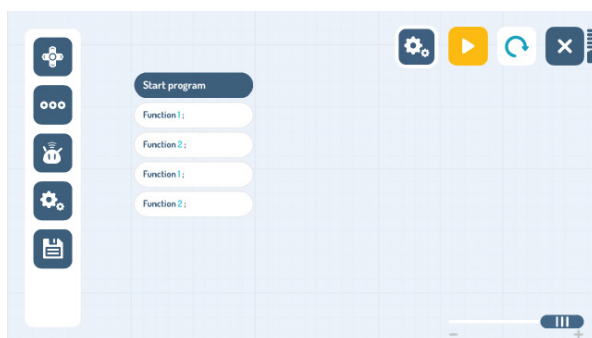 Start program
Function 1 ;
Function 2 ;
Function 1 ;
Function 2 ;